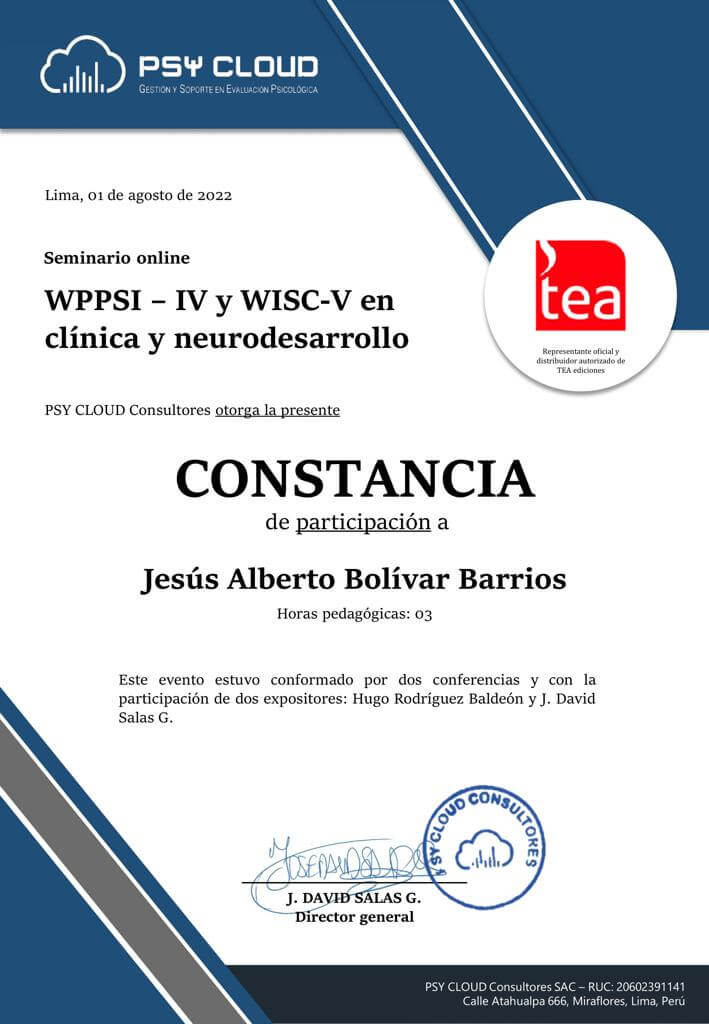 PSY CLOUD
GESTIÓN Y SOPORTE EN EVALUACIÓN PSICOLÓGICA
Lima, 01 de agosto de 2022
Seminario online
WPPSI – IV y WISC-V en
clínica y neurodesarrollo
tea
Representante oficial y
distribuidor autorizado de
TEA ediciones
PSY CLOUD Consultores otorga la presente
CONSTANCIA
de participación a
Jesús Alberto Bolívar Barrios
Horas pedagógicas: 03
Este evento estuvo conformado por dos conferencias y con la
participación de dos expositores: Hugo Rodríguez Baldeón y J. David
Salas G.
PSY CLOUD CONSULTORES
J. DAVID SALAS G.
Director general
PSY CLOUD Consultores SAC – RUC: 20602391141
Calle Atahualpa 666, Miraflores, Lima, Perú